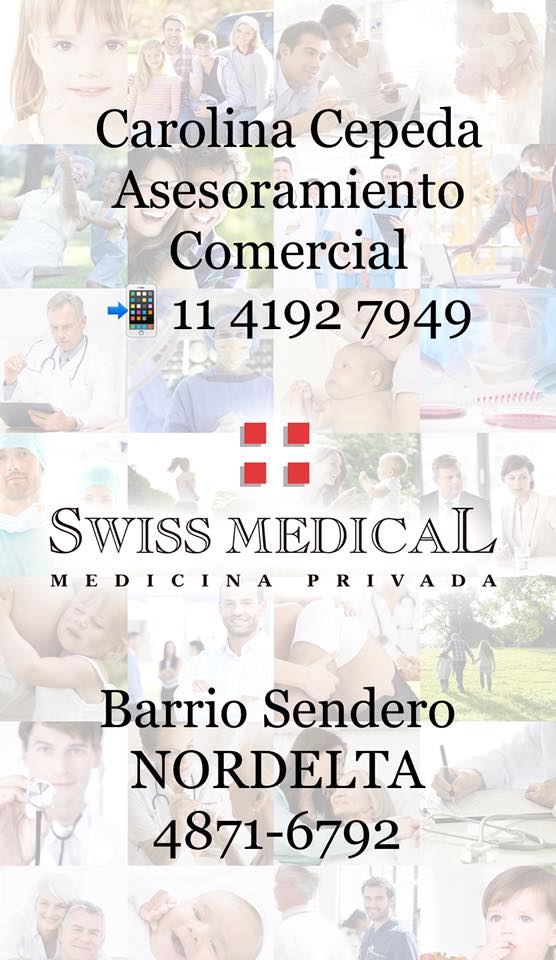 Carolina Cepeda
Asesoramiento
Comercial
11 4192 7949
SWISS MEDICAL
MEDICINA PRIVADA
Barrio Sendero
NORDELTA
4871-6792